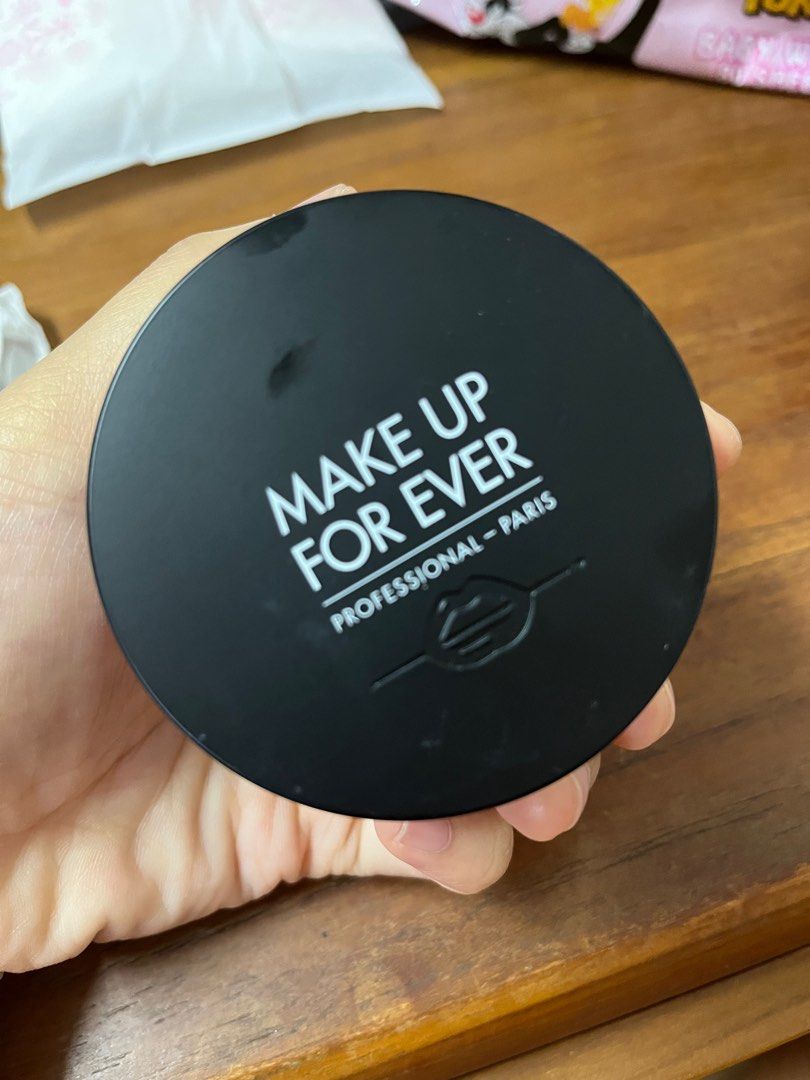 MAKE UP
FOR EVER
PROFESSIONAL – PARIS